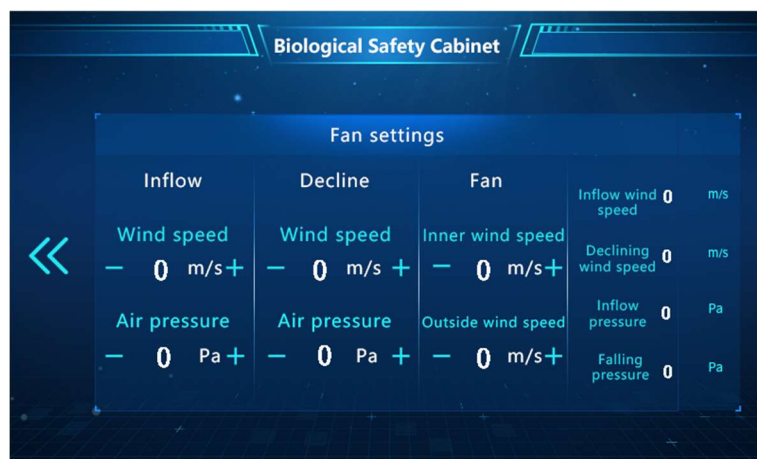 Biological Safety Cabinet
Fan settings
Inflow
Decline
Fan
Wind speed
− 0 m/s +
Wind speed
− 0 m/s +
Inner wind speed
− 0 m/s +
Air pressure
− 0 Pa +
Air pressure
− 0 Pa +
Outside wind speed
− 0 m/s +
Inflow wind 0 m/s
speed
Declining 0 m/s
wind speed
Inflow 0 Pa
pressure
Falling 0 Pa
pressure